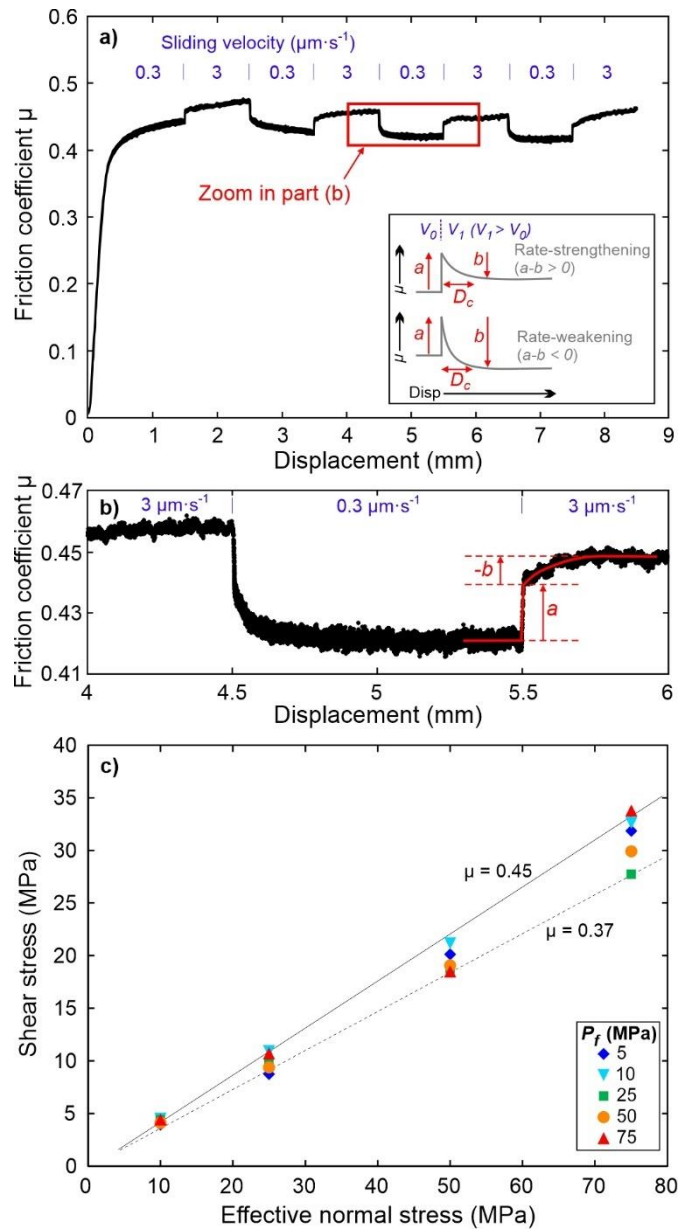 a)
Sliding velocity (μm·s⁻¹)
0.3 | 3 | 0.3 | 3 | 0.3 | 3 | 0.3 | 3
Friction coefficient μ
0.6
0.5
0.4
0.3
0.2
0.1
0
Zoom in part (b)
V₀ V₁ (V₁ > V₀)
μ
a
b
D_c
Rate-strengthening
(a-b > 0)
μ
a
b
D_c
Rate-weakening
(a-b < 0)
Disp
0 1 2 3 4 5 6 7 8 9
Displacement (mm)
b)
3 μm·s⁻¹ 0.3 μm·s⁻¹ 3 μm·s⁻¹
Friction coefficient μ
0.47
0.45
0.43
0.41
-b
a
4 4.5 5 5.5 6
Displacement (mm)
c)
Shear stress (MPa)
40
35
30
25
20
15
10
5
0
μ = 0.45
μ = 0.37
P_f (MPa)
5
10
25
50
75
0 10 20 30 40 50 60 70 80
Effective normal stress (MPa)